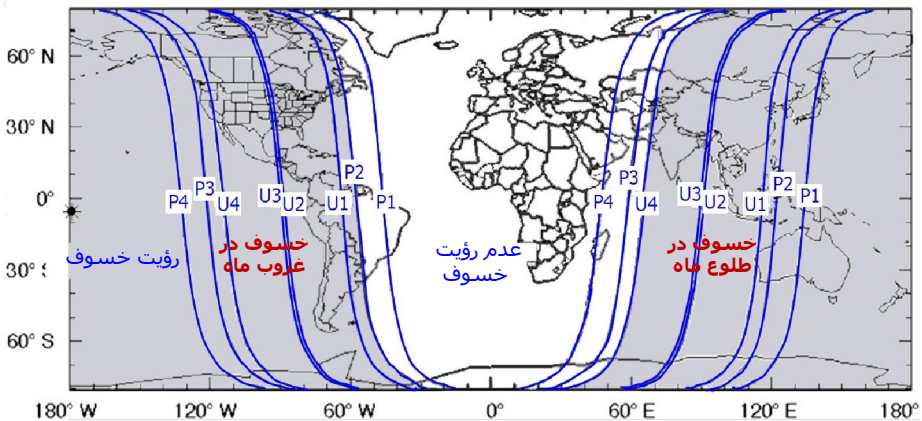 60° N
30° N
0°
30° S
60° S
P4 P3 U4 U3 U2 U1 P2 P1 P4 P3 U4 U3 U2 U1 P2 P1
رؤیت خسوف
خسوف در
غروب ماه
عدم رؤیت
خسوف
خسوف در
طلوع ماه
180° W 120° W 60° W 0° 60° E 120° E 180°